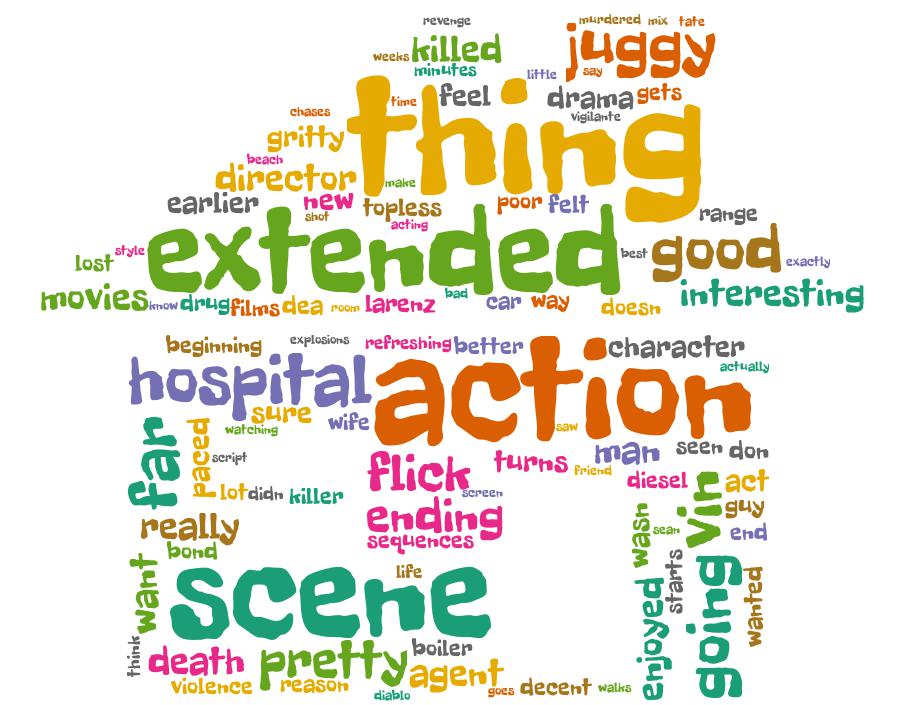 revenge murdered mix tate
weeks killed juggy
minutes little say
thing
time feel drama gets
chases vigilante
gritty
beach
director make
earlier new topless poor felt
shot acting range
extended
style best good exactly
lost
movies know drug films dea room larenz bad car way doesn interesting
beginning explosions refreshing better character
actually
hospital action
sure wife saw
watching
far paced script
flick turns man seen don
friend
lot didn killer screen diesel vin act
ending guy
really sequences wasn sean end
bond
want scene life enjoyed starts going wanted
think death pretty boiler
violence reason agent
diablo goes decent walks